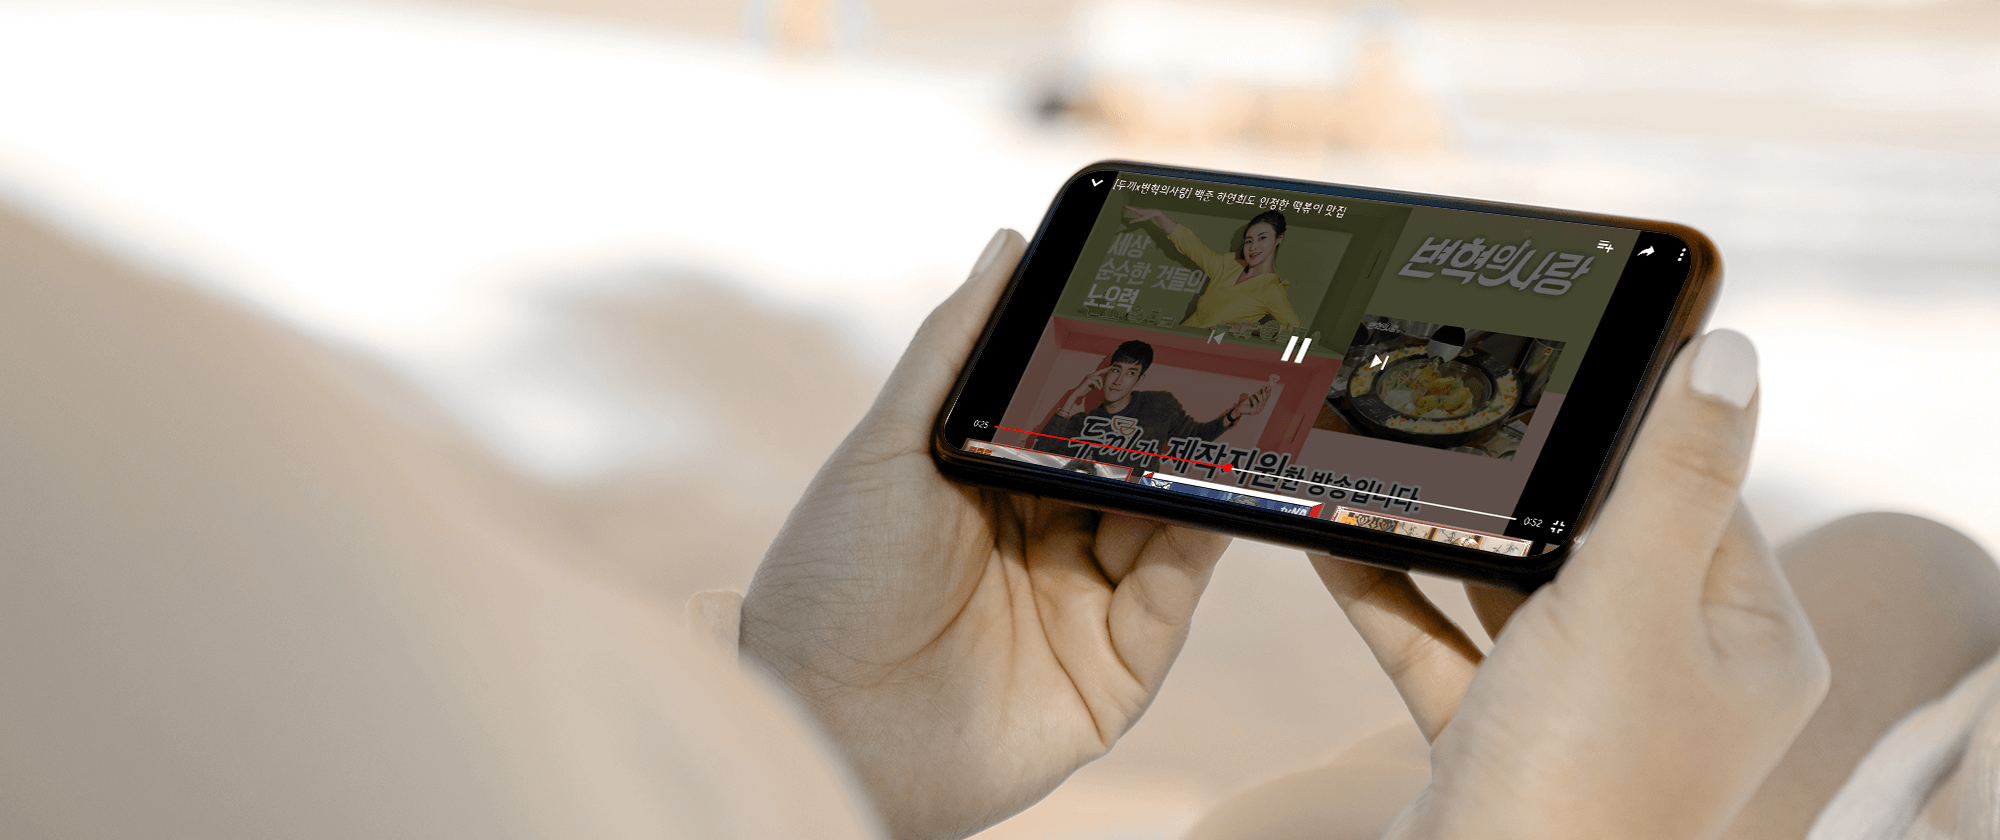 [두끼x변혁의사랑] 백준 하연희도 인정한 떡볶이 맛집
세상
순수한 것들의
노오력
변혁의 사랑
두끼가 제작지원한 방송입니다.
0:25
0:52
tvN